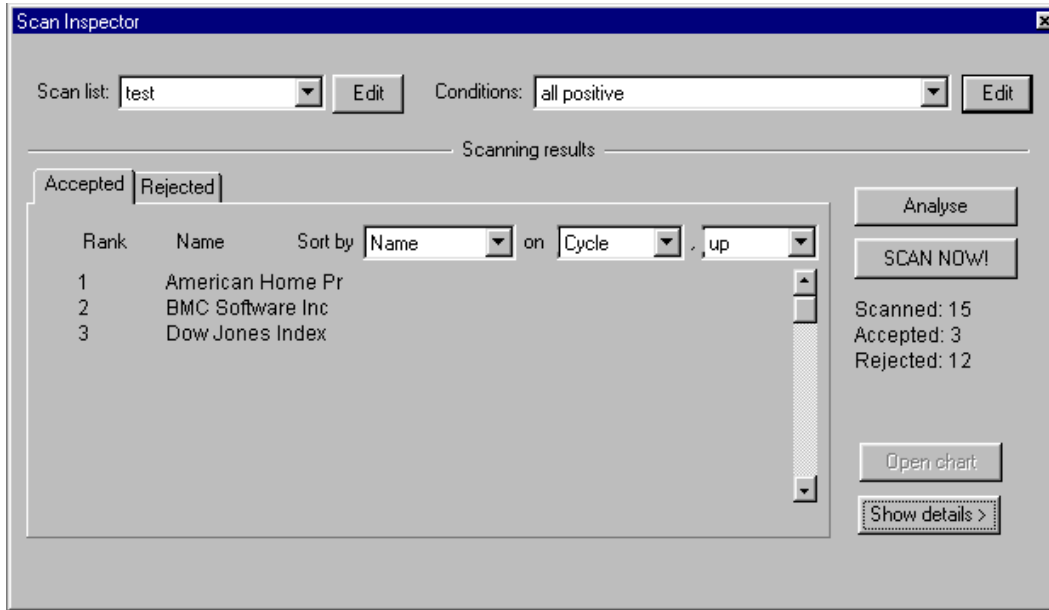 Scan Inspector
Scan list: test Edit Conditions: all positive Edit
Scanning results
Accepted Rejected
Analyse
Rank Name Sort by Name on Cycle , up
SCAN NOW!
1 American Home Pr
2 BMC Software Inc
3 Dow Jones Index
Scanned: 15
Accepted: 3
Rejected: 12
Open chart
Show details >